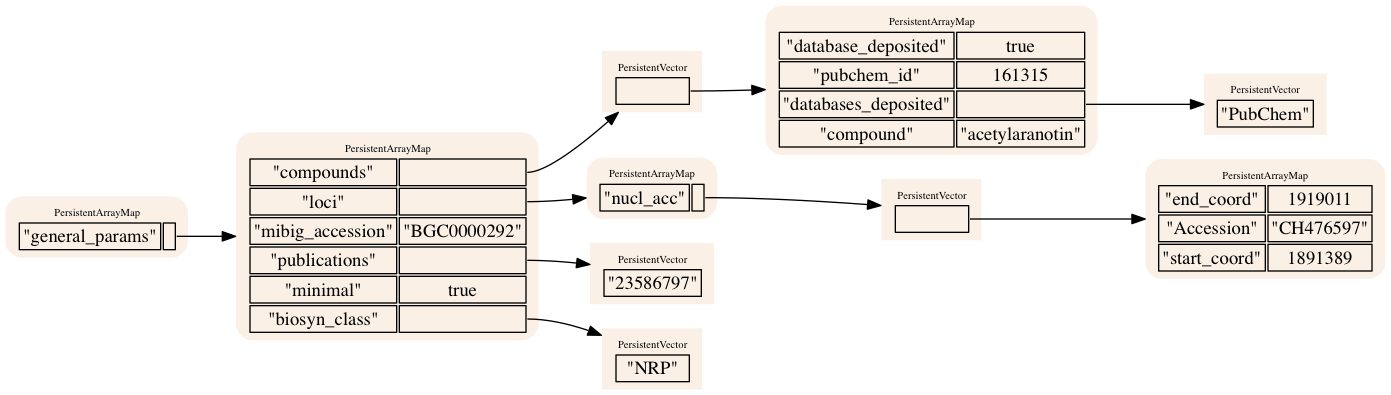 PersistentArrayMap
"general_params"
PersistentArrayMap
"compounds"
"loci"
"mibig_accession" "BGC0000292"
"publications"
"minimal" true
"biosyn_class"
PersistentVector
PersistentArrayMap
"nucl_acc"
PersistentVector
"23586797"
PersistentVector
"NRP"
PersistentArrayMap
"database_deposited" true
"pubchem_id" 161315
"databases_deposited"
"compound" "acetylaranotin"
PersistentVector
PersistentVector
"PubChem"
PersistentArrayMap
"end_coord" 1919011
"Accession" "CH476597"
"start_coord" 1891389